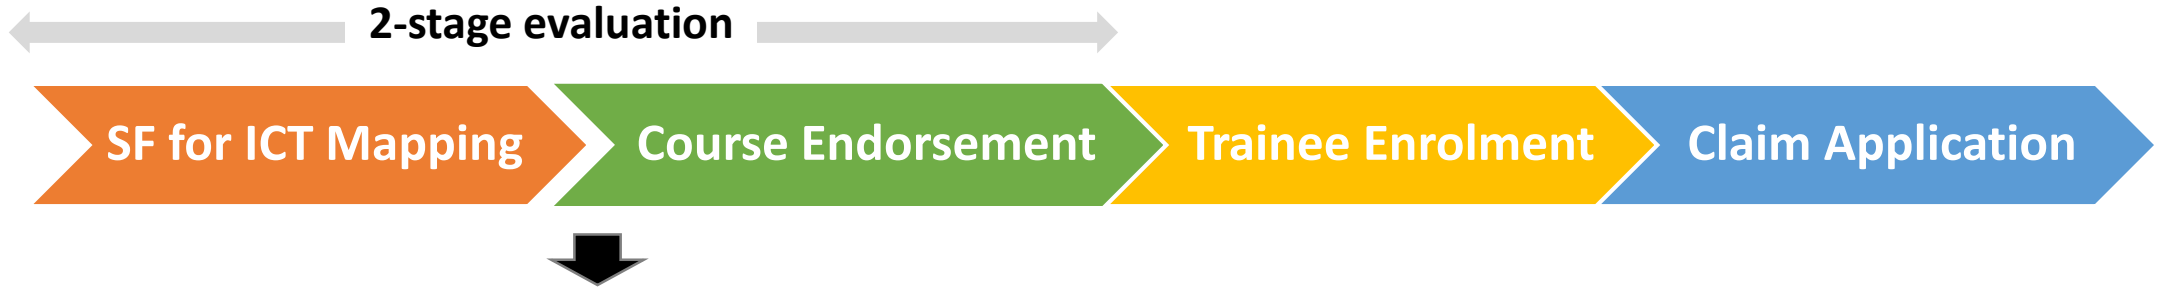 2-stage evaluation
SF for ICT Mapping
Course Endorsement
Trainee Enrolment
Claim Application